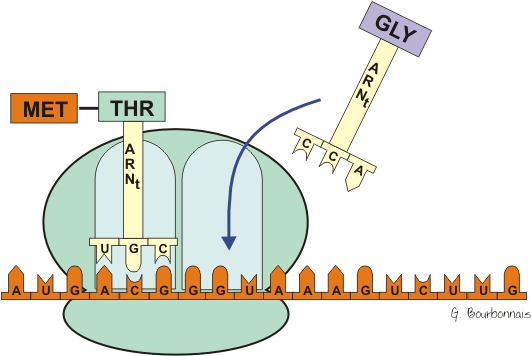 GLY
ARNt
C C A
MET THR
ARNt
U G C
A U G A C G G G U A A A G U C U U G
G. Bourbonnais